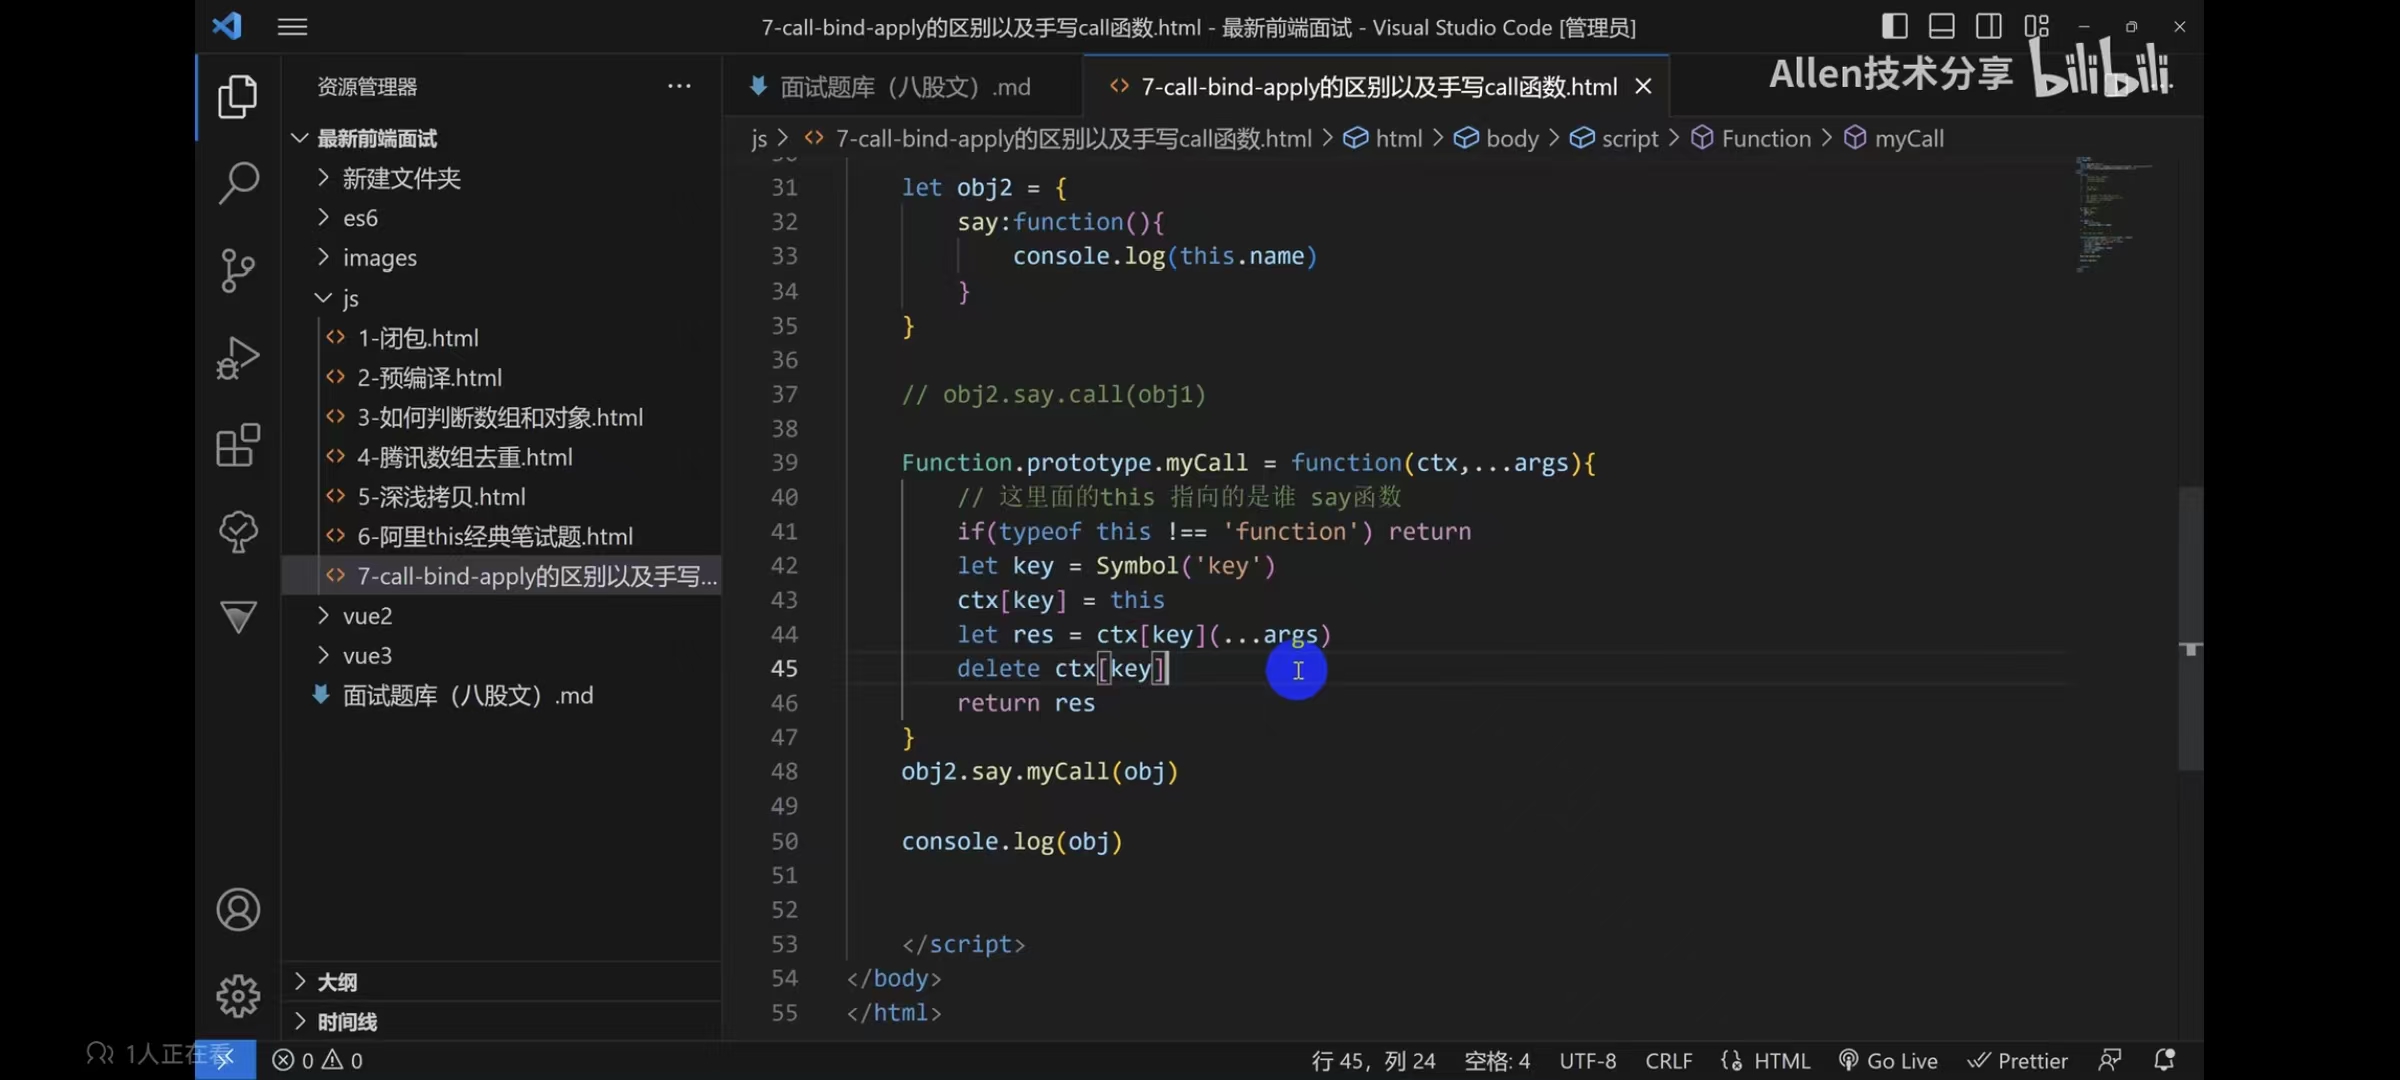 7-call-bind-apply的区别以及手写call函数.html - 最新前端面试 - Visual Studio Code [管理员]
Allen技术分享 bilibili
资源管理器
面试题库（八股文）.md
7-call-bind-apply的区别以及手写call函数.html
js > 7-call-bind-apply的区别以及手写call函数.html > html > body > script > Function > myCall
最新前端面试
新建文件夹
es6
images
js
1-闭包.html
2-预编译.html
3-如何判断数组和对象.html
4-腾讯数组去重.html
5-深浅拷贝.html
6-阿里this经典笔试题.html
7-call-bind-apply的区别以及手写...
vue2
vue3
面试题库（八股文）.md
大纲
时间线
31 let obj2 = {
32 say:function(){
33 console.log(this.name)
34 }
35 }
36
37 // obj2.say.call(obj1)
38
39 Function.prototype.myCall = function(ctx,...args){
40 // 这里面的this 指向的是谁 say函数
41 if(typeof this !== 'function') return
42 let key = Symbol('key')
43 ctx[key] = this
44 let res = ctx[key](...args)
45 delete ctx[key]
46 return res
47 }
48 obj2.say.myCall(obj)
49
50 console.log(obj)
51
52
53 </script>
54 </body>
55 </html>
1人正在看
0 0
行 45，列 24 空格: 4 UTF-8 CRLF HTML Go Live Prettier